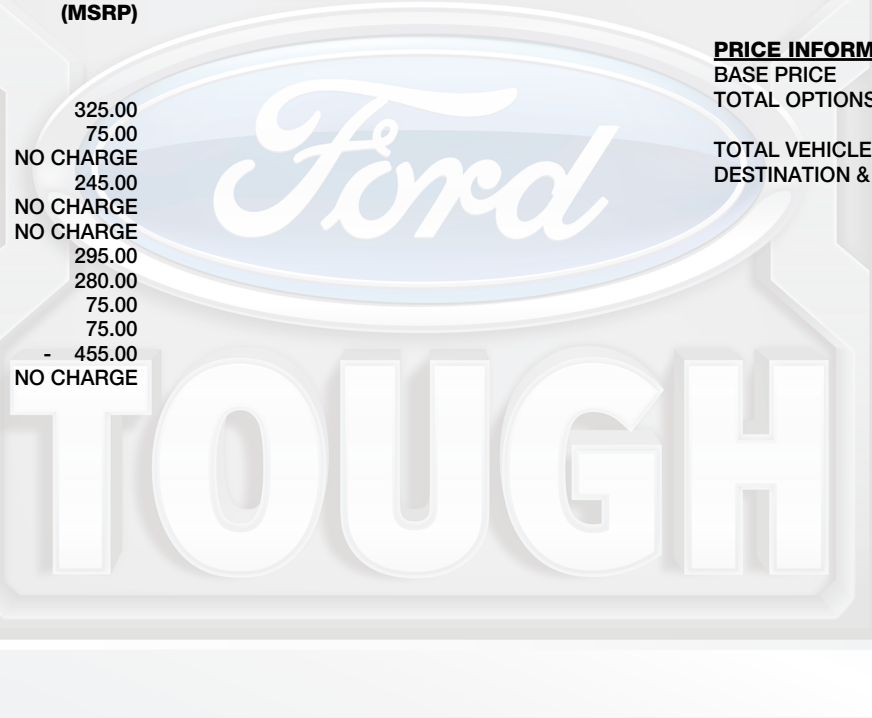 (MSRP)
325.00
75.00
NO CHARGE
245.00
NO CHARGE
NO CHARGE
295.00
280.00
75.00
75.00
- 455.00
NO CHARGE
PRICE INFORM
BASE PRICE
TOTAL OPTIONS
TOTAL VEHICLE
DESTINATION &
Ford
TOUGH